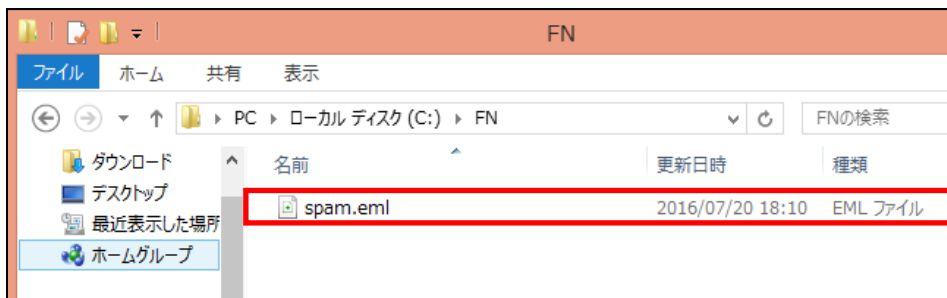 FN
ファイル ホーム 共有 表示
PC ローカル ディスク (C:) FN FNの検索
ダウンロード 名前 更新日時 種類
デスクトップ spam.eml 2016/07/20 18:10 EML ファイル
最近表示した場所
ホームグループ